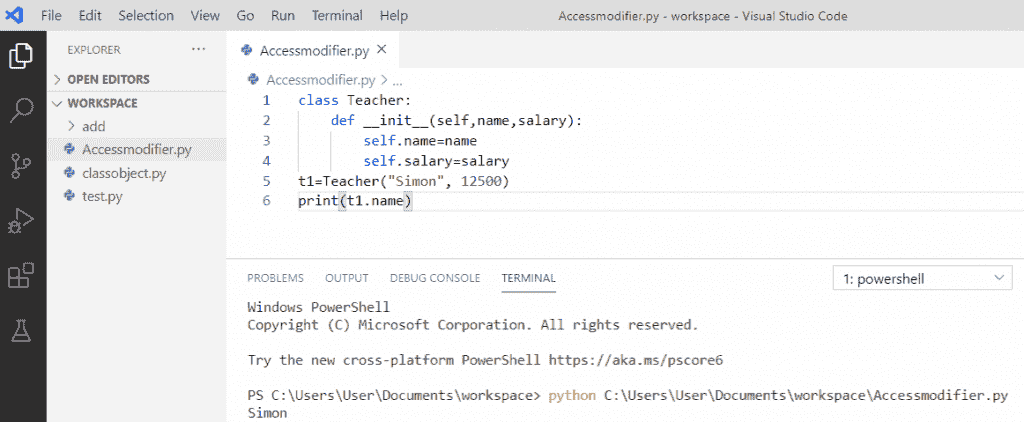 File Edit Selection View Go Run Terminal Help Accessmodifier.py - workspace - Visual Studio Code
EXPLORER ...
OPEN EDITORS
WORKSPACE
add
Accessmodifier.py
classobject.py
test.py
Accessmodifier.py
Accessmodifier.py > ...
1 class Teacher:
2     def __init__(self,name,salary):
3         self.name=name
4         self.salary=salary
5 t1=Teacher("Simon", 12500)
6 print(t1.name)
PROBLEMS OUTPUT DEBUG CONSOLE TERMINAL 1: powershell
Windows PowerShell
Copyright (C) Microsoft Corporation. All rights reserved.
Try the new cross-platform PowerShell https://aka.ms/pscore6
PS C:\Users\User\Documents\workspace> python C:\Users\User\Documents\workspace\Accessmodifier.py
Simon